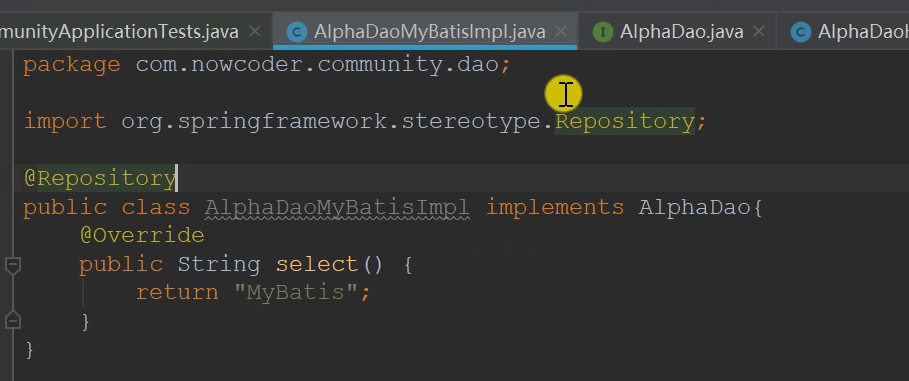 munityApplicationTests.java × AlphaDaoMyBatisImpl.java × AlphaDao.java × AlphaDaoH
package com.nowcoder.community.dao;
import org.springframework.stereotype.Repository;
@Repository
public class AlphaDaoMyBatisImpl implements AlphaDao{
@Override
public String select() {
return "MyBatis";
}
}